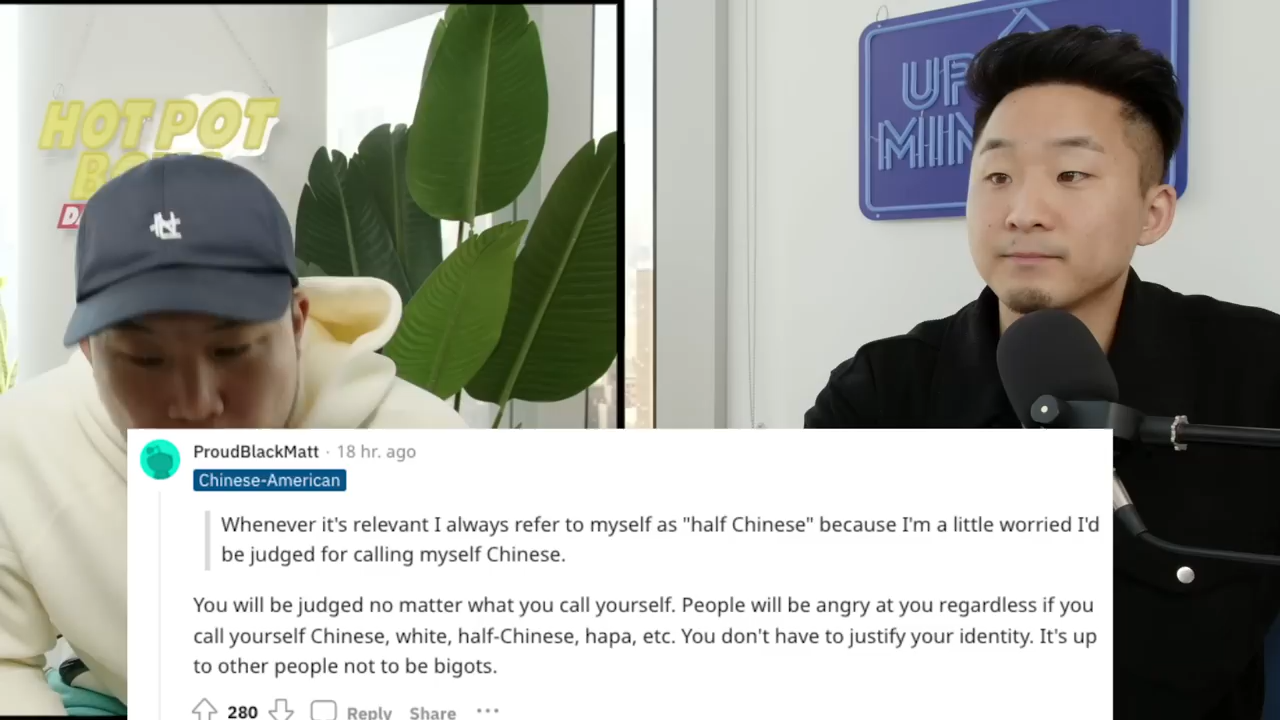 HOT POT
UP
MIN
ProudBlackMatt · 18 hr. ago
Chinese-American
Whenever it's relevant I always refer to myself as "half Chinese" because I'm a little worried I'd
be judged for calling myself Chinese.
You will be judged no matter what you call yourself. People will be angry at you regardless if you
call yourself Chinese, white, half-Chinese, hapa, etc. You don't have to justify your identity. It's up
to other people not to be bigots.
280 Reply Share ···